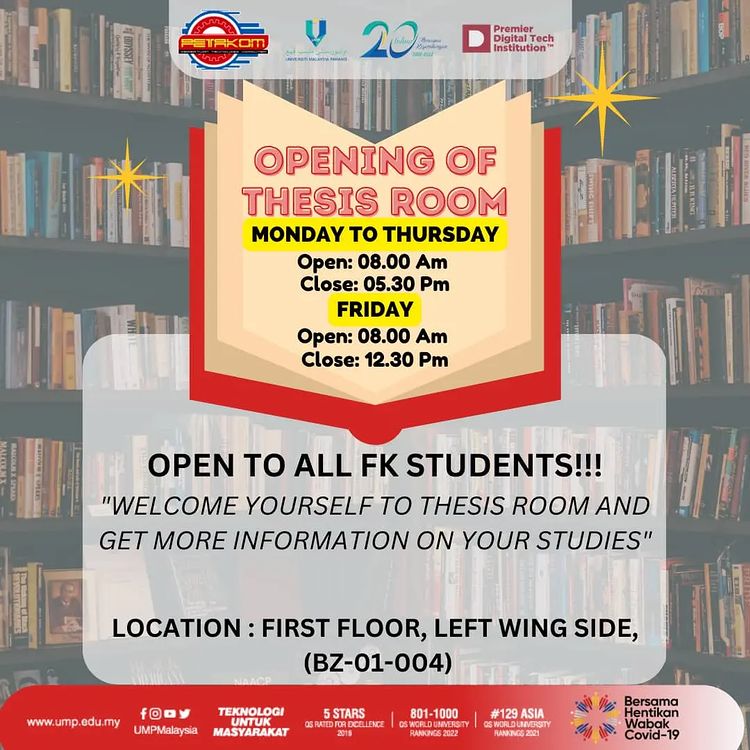 PETAKOM
UNIVERSITI MALAYSIA PAHANG
20
Premier
Digital Tech
Institution™
OPENING OF
THESIS ROOM
MONDAY TO THURSDAY
Open: 08.00 Am
Close: 05.30 Pm
FRIDAY
Open: 08.00 Am
Close: 12.30 Pm
OPEN TO ALL FK STUDENTS!!!
"WELCOME YOURSELF TO THESIS ROOM AND
GET MORE INFORMATION ON YOUR STUDIES"
LOCATION : FIRST FLOOR, LEFT WING SIDE,
(BZ-01-004)
NAACP
www.ump.edu.my
UMPMalaysia
TEKNOLOGI
UNTUK
MASYARAKAT
5 STARS
QS RATED FOR EXCELLENCE
2019
801-1000
QS WORLD UNIVERSITY
RANKINGS 2022
#129 ASIA
QS WORLD UNIVERSITY
RANKINGS 2021
Bersama
Hentikan
Wabak
Covid-19